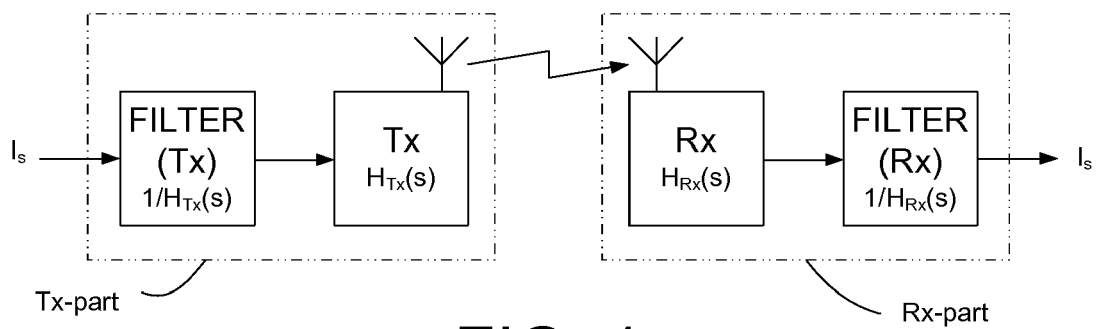 I_s
FILTER
(Tx)
1/H_Tx(s)
Tx
H_Tx(s)
Rx
H_Rx(s)
FILTER
(Rx)
1/H_Rx(s)
I_s
Tx-part
Rx-part